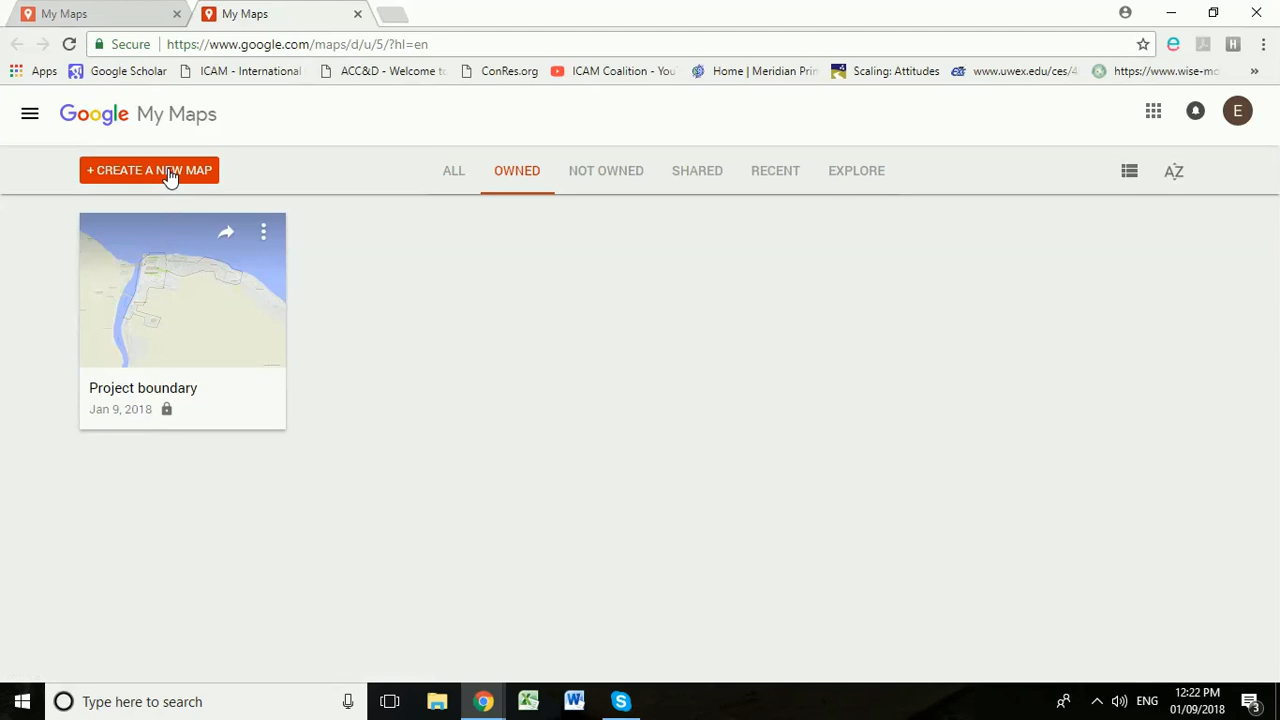 My Maps
My Maps
Secure https://www.google.com/maps/d/u/5/?hl=en
Apps Google Scholar ICAM - International ACC&D - Welcome to ConRes.org ICAM Coalition - You Home | Meridian Prin Scaling: Attitudes www.uwex.edu/ces/4 https://www.wise-mo »
Google My Maps
E
+ CREATE A NEW MAP
ALL OWNED NOT OWNED SHARED RECENT EXPLORE
AZ
Project boundary
Jan 9, 2018
Type here to search
ENG
12:22 PM
01/09/2018
3